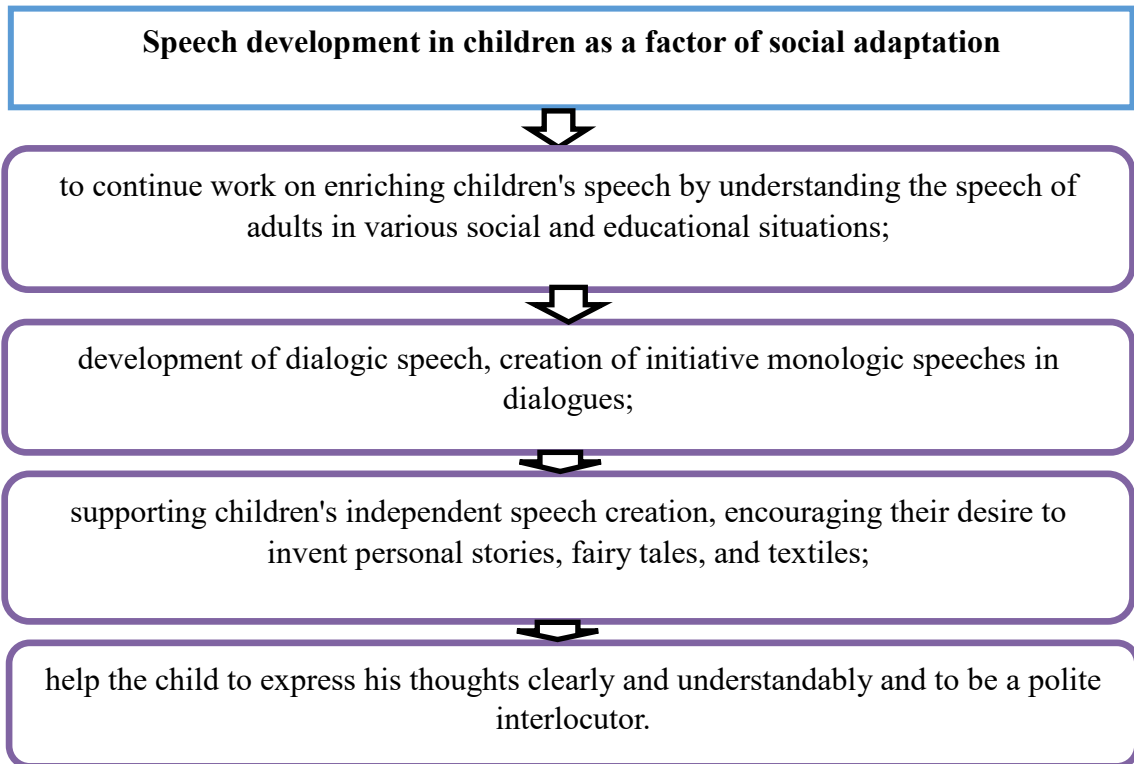 Speech development in children as a factor of social adaptation
to continue work on enriching children's speech by understanding the speech of
adults in various social and educational situations;
development of dialogic speech, creation of initiative monologic speeches in
dialogues;
supporting children's independent speech creation, encouraging their desire to
invent personal stories, fairy tales, and textiles;
help the child to express his thoughts clearly and understandably and to be a polite
interlocutor.